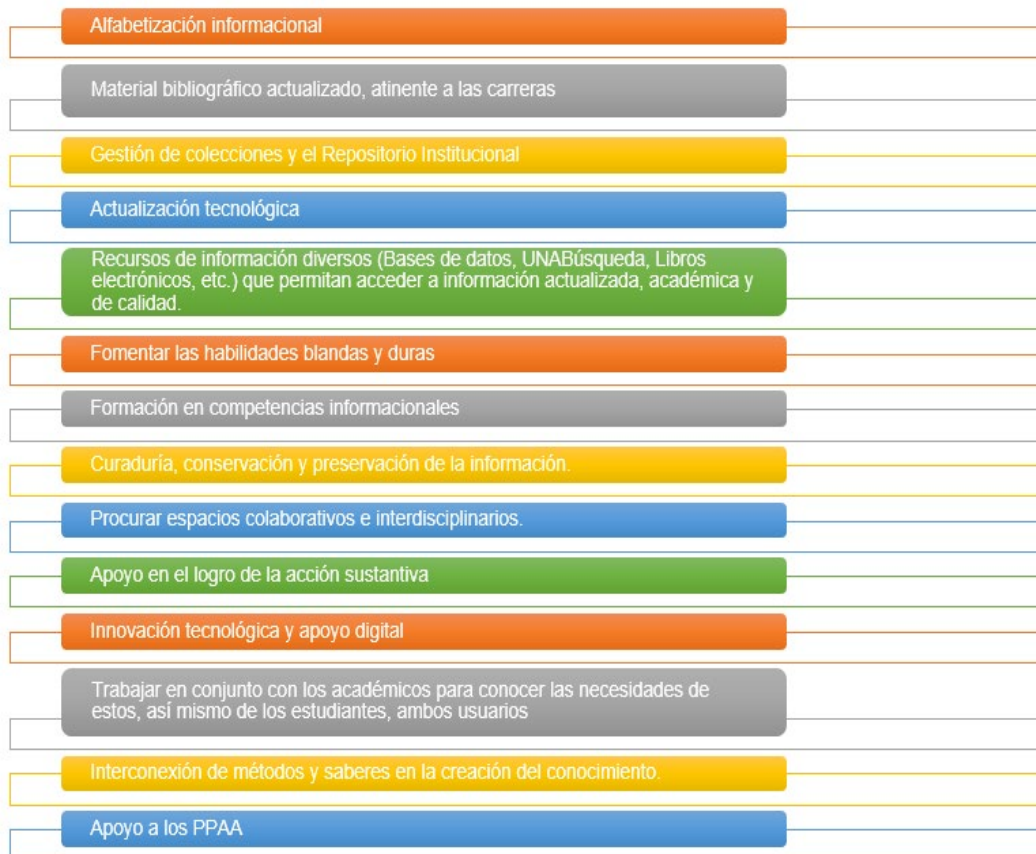 Alfabetización informacional
Material bibliográfico actualizado, atinente a las carreras
Gestión de colecciones y el Repositorio Institucional
Actualización tecnológica
Recursos de información diversos (Bases de datos, UNABúsqueda, Libros
electrónicos, etc.) que permitan acceder a información actualizada, académica y
de calidad.
Fomentar las habilidades blandas y duras
Formación en competencias informacionales
Curaduría, conservación y preservación de la información.
Procurar espacios colaborativos e interdisciplinarios.
Apoyo en el logro de la acción sustantiva
Innovación tecnológica y apoyo digital
Trabajar en conjunto con los académicos para conocer las necesidades de
estos, así mismo de los estudiantes, ambos usuarios
Interconexión de métodos y saberes en la creación del conocimiento.
Apoyo a los PPAA